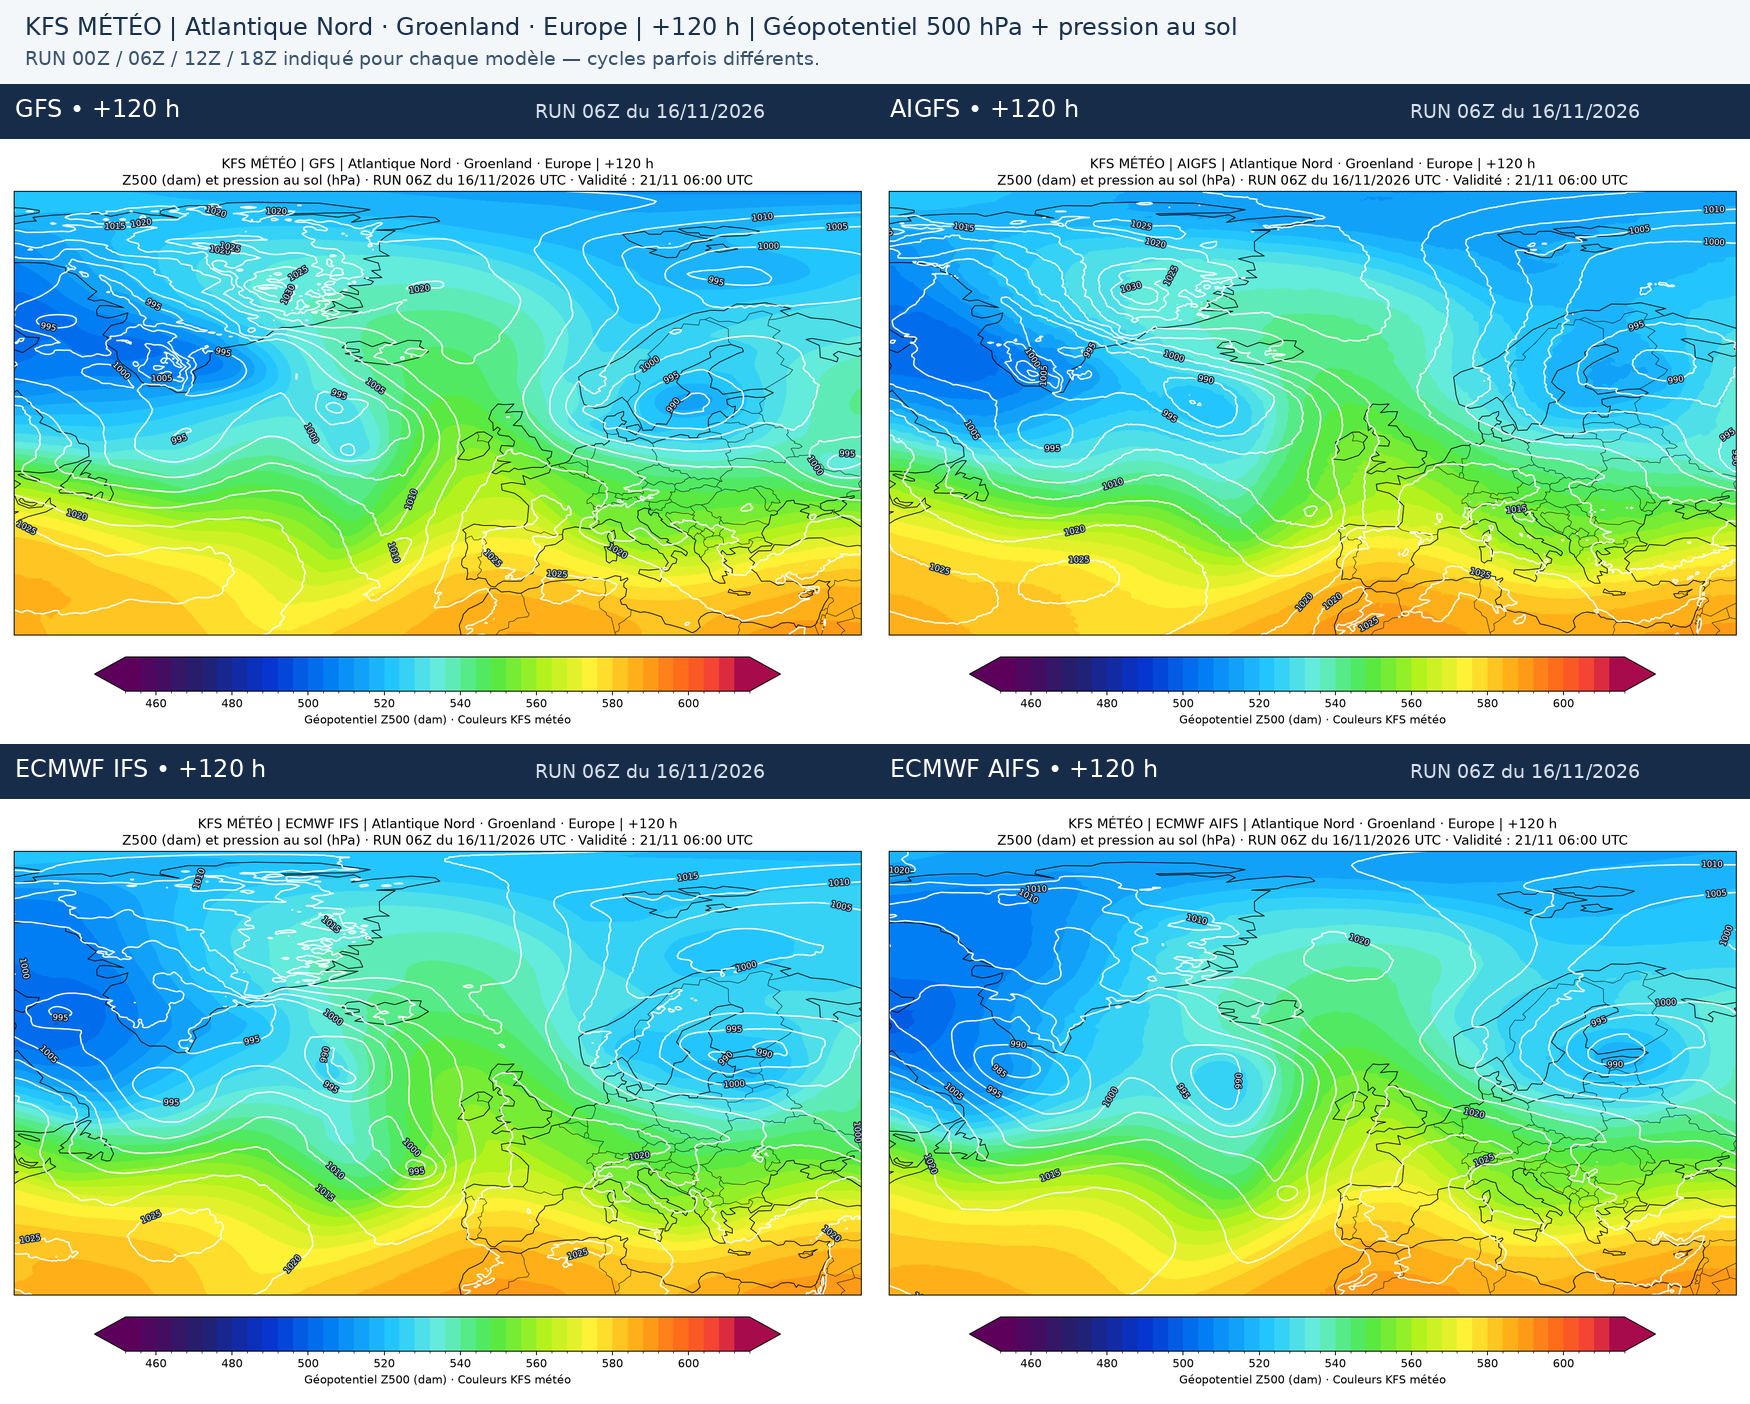 KFS MÉTÉO | Atlantique Nord · Groenland · Europe | +120 h | Géopotentiel 500 hPa + pression au sol
RUN 00Z / 06Z / 12Z / 18Z indiqué pour chaque modèle — cycles parfois différents.
GFS • +120 h
RUN 06Z du 16/11/2026
AIGFS • +120 h
RUN 06Z du 16/11/2026
KFS MÉTÉO | GFS | Atlantique Nord · Groenland · Europe | +120 h
Z500 (dam) et pression au sol (hPa) · RUN 06Z du 16/11/2026 UTC · Validité : 21/11 06:00 UTC
KFS MÉTÉO | AIGFS | Atlantique Nord · Groenland · Europe | +120 h
Z500 (dam) et pression au sol (hPa) · RUN 06Z du 16/11/2026 UTC · Validité : 21/11 06:00 UTC
460 480 500 520 540 560 580 600
Géopotentiel Z500 (dam) · Couleurs KFS météo
460 480 500 520 540 560 580 600
Géopotentiel Z500 (dam) · Couleurs KFS météo
ECMWF IFS • +120 h
RUN 06Z du 16/11/2026
ECMWF AIFS • +120 h
RUN 06Z du 16/11/2026
KFS MÉTÉO | ECMWF IFS | Atlantique Nord · Groenland · Europe | +120 h
Z500 (dam) et pression au sol (hPa) · RUN 06Z du 16/11/2026 UTC · Validité : 21/11 06:00 UTC
KFS MÉTÉO | ECMWF AIFS | Atlantique Nord · Groenland · Europe | +120 h
Z500 (dam) et pression au sol (hPa) · RUN 06Z du 16/11/2026 UTC · Validité : 21/11 06:00 UTC
460 480 500 520 540 560 580 600
Géopotentiel Z500 (dam) · Couleurs KFS météo
460 480 500 520 540 560 580 600
Géopotentiel Z500 (dam) · Couleurs KFS météo